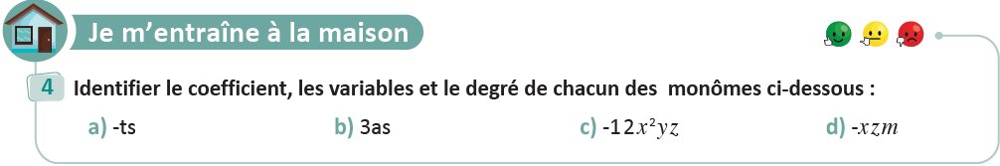 Je m’entraîne à la maison
4 Identifier le coefficient, les variables et le degré de chacun des monômes ci-dessous :
a) -ts b) 3as c) -12x²yz d) -xzm